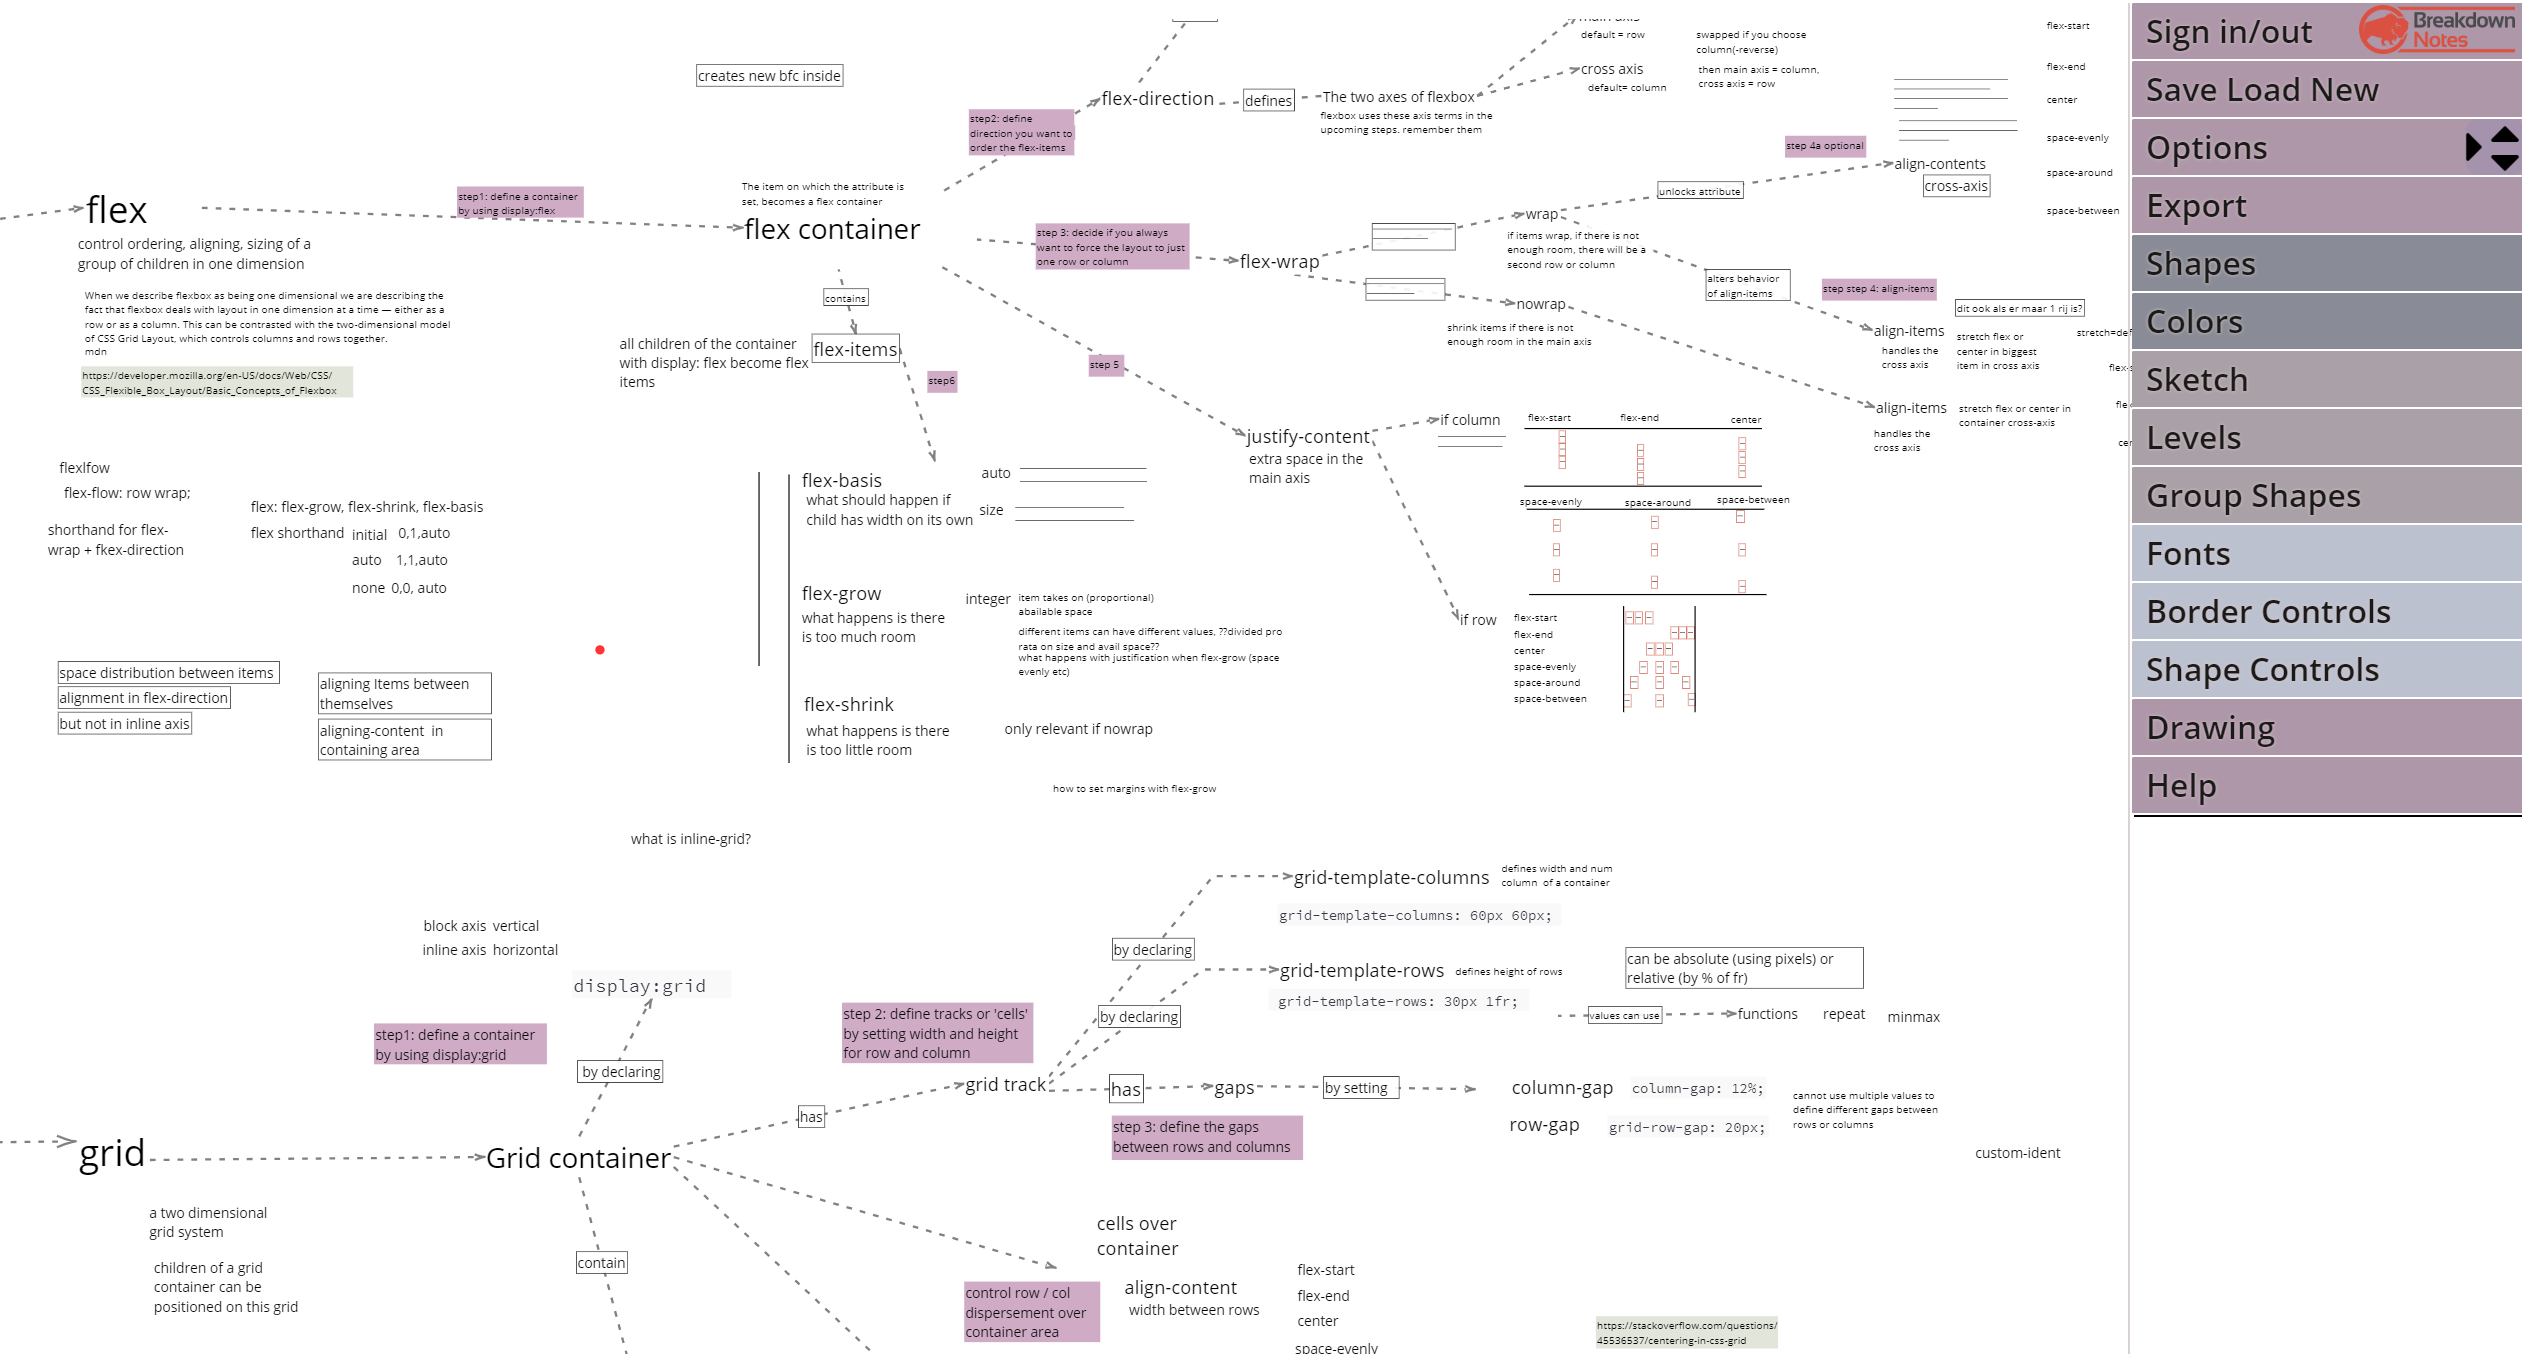 creates new bfc inside
flex-direction
defines
The two axes of flexbox
flexbox uses these axis terms in the
upcoming steps. remember them
main axis
default = row
swapped if you choose
column(-reverse)
cross axis
default= column
then main axis = column,
cross axis = row
step2: define
direction you want to
order the flex-items
flex
control ordering, aligning, sizing of a
group of children in one dimension
When we describe flexbox as being one dimensional we are describing the
fact that flexbox deals with layout in one dimension at a time — either as a
row or as a column. This can be contrasted with the two-dimensional model
of CSS Grid Layout, which controls columns and rows together.
mdn
https://developer.mozilla.org/en-US/docs/Web/CSS/
CSS_Flexible_Box_Layout/Basic_Concepts_of_Flexbox
step1: define a container
by using display:flex
The item on which the attribute is
set, becomes a flex container
flex container
step 3: decide if you always
want to force the layout to just
one row or column
flex-wrap
wrap
if items wrap, if there is not
enough room, there will be a
second row or column
nowrap
shrink items if there is not
enough room in the main axis
unlocks attribute
step 4a optional
align-contents
cross-axis
flex-start
flex-end
center
space-evenly
space-around
space-between
alters behavior
of align-items
step step 4: align-items
dit ook als er maar 1 rij is?
align-items
handles the
cross axis
stretch flex or
center in biggest
item in cross axis
stretch=def
flex-s
align-items
handles the
cross axis
stretch flex or center in
container cross-axis
fle
cer
contains
flex-items
all children of the container
with display: flex become flex
items
step6
step 5
justify-content
extra space in the
main axis
if column
flex-start
flex-end
center
space-evenly
space-around
space-between
if row
flex-start
flex-end
center
space-evenly
space-around
space-between
flexlfow
flex-flow: row wrap;
shorthand for flex-
wrap + fkex-direction
flex: flex-grow, flex-shrink, flex-basis
flex shorthand
initial 0,1,auto
auto 1,1,auto
none 0,0, auto
flex-basis
what should happen if
child has width on its own
auto
size
flex-grow
what happens is there
is too much room
integer
item takes on (proportional)
abailable space
different items can have different values, ??divided pro
rata on size and avail space??
what happens with justification when flex-grow (space
evenly etc)
flex-shrink
what happens is there
is too little room
only relevant if nowrap
how to set margins with flex-grow
space distribution between items
alignment in flex-direction
but not in inline axis
aligning Items between
themselves
aligning-content in
containing area
what is inline-grid?
block axis vertical
inline axis horizontal
display:grid
step1: define a container
by using display:grid
by declaring
grid
a two dimensional
grid system
children of a grid
container can be
positioned on this grid
Grid container
contain
has
step 2: define tracks or 'cells'
by setting width and height
for row and column
grid track
by declaring
grid-template-columns
defines width and num
column of a container
grid-template-columns: 60px 60px;
by declaring
grid-template-rows
defines height of rows
grid-template-rows: 30px 1fr;
can be absolute (using pixels) or
relative (by % of fr)
values can use
functions
repeat
minmax
has
gaps
by setting
column-gap
column-gap: 12%;
row-gap
grid-row-gap: 20px;
cannot use multiple values to
define different gaps between
rows or columns
step 3: define the gaps
between rows and columns
custom-ident
cells over
container
control row / col
dispersement over
container area
align-content
width between rows
flex-start
flex-end
center
space-evenly
https://stackoverflow.com/questions/
45536537/centering-in-css-grid
Sign in/out
Breakdown
Notes
Save Load New
Options
Export
Shapes
Colors
Sketch
Levels
Group Shapes
Fonts
Border Controls
Shape Controls
Drawing
Help